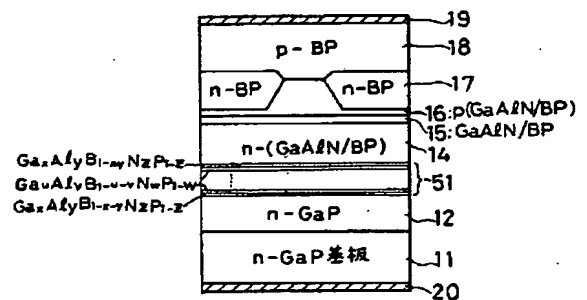 19
p-BP 18
n-BP n-BP 17
16:p(GaAlN/BP)
15:GaAlN/BP
n-(GaAlN/BP) 14
GaₓAlyB1-xyNzP1-z
GauAlvB1-u-vNwP1-w 51
GaₓAlyB1-x-yNzP1-z
n-GaP 12
n-GaP基板 11
20